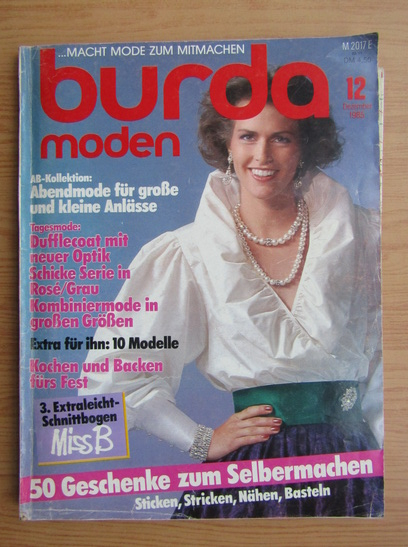 ...MACHT MODE ZUM MITMACHEN
M 2017 E
burda
moden
12
Dezember
AB-Kollektion:
Abendmode für große
und kleine Anlässe
Tagesmode:
Dufflecoat mit
neuer Optik
Schicke Serie in
Rosé/Grau
Kombiniermode in
großen Größen
Extra für ihn: 10 Modelle
Kochen und Backen
fürs Fest
3. Extraleicht-
Schnittbogen
Miss B
50 Geschenke zum Selbermachen
Sticken, Stricken, Nähen, Basteln